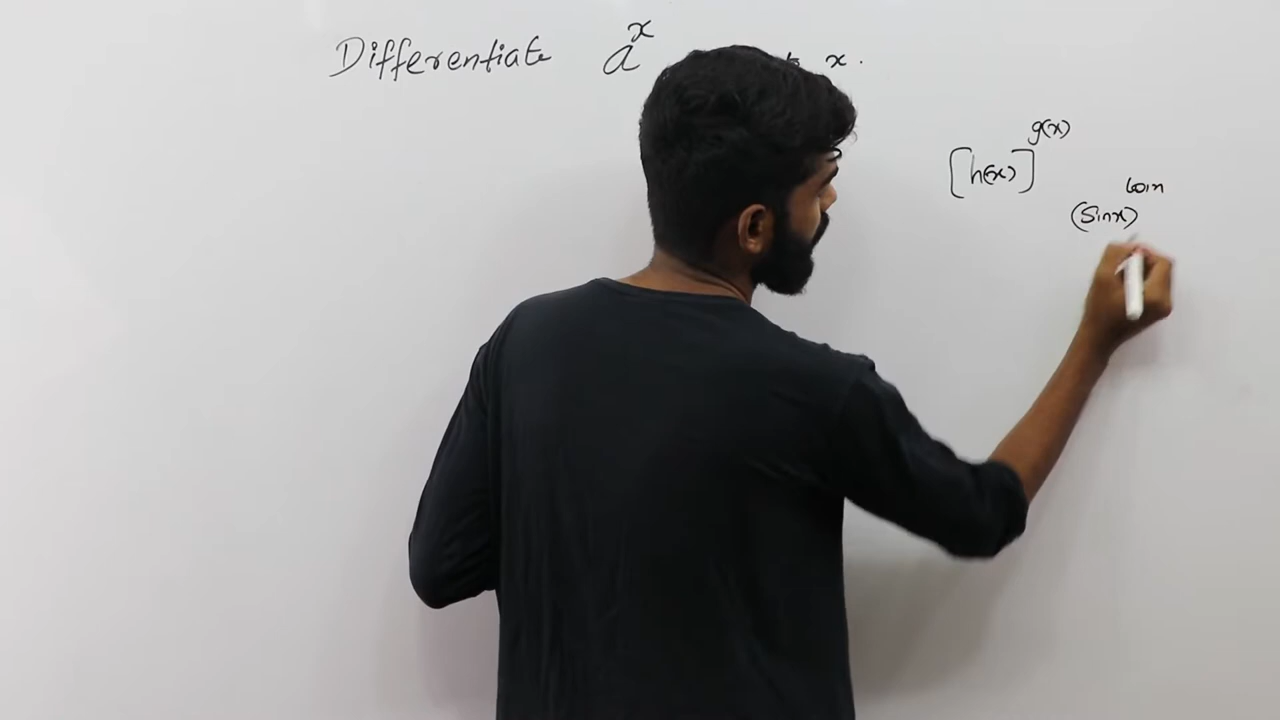 Differentiate a^x x.
[h(x)]^g(x)
(Sinx)